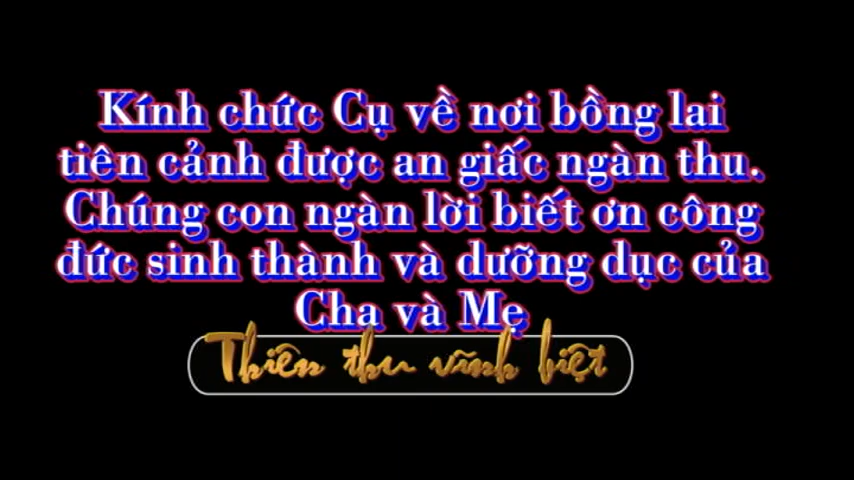 Kính chức Cụ về nơi bồng lai
tiên cảnh được an giấc ngàn thu.
Chúng con ngàn lời biết ơn công
đức sinh thành và dưỡng dục của
Cha và Mẹ
Thiên thu vĩnh biệt